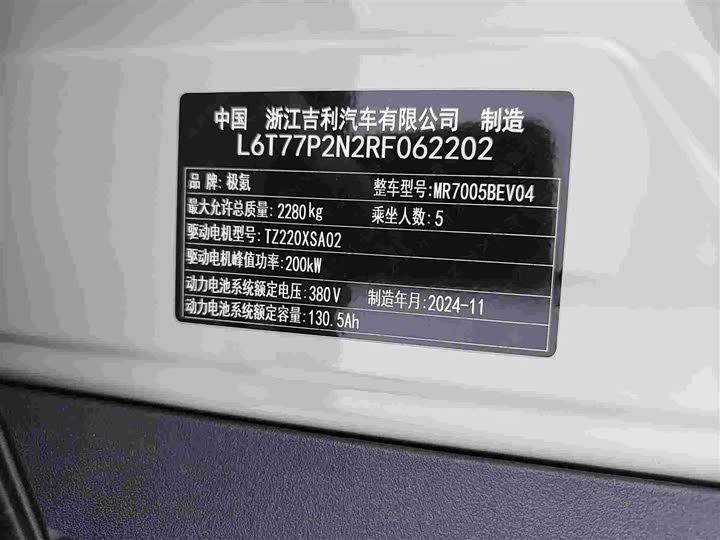 中国 浙江吉利汽车有限公司 制造
L6T77P2N2RF062202
品牌:极氪 整车型号:MR7005BEV04
最大允许总质量:2280kg 乘坐人数:5
驱动电机型号:TZ220XSA02
驱动电机峰值功率:200kW
动力电池系统额定电压:380V 制造年月:2024-11
动力电池系统额定容量:130.5Ah